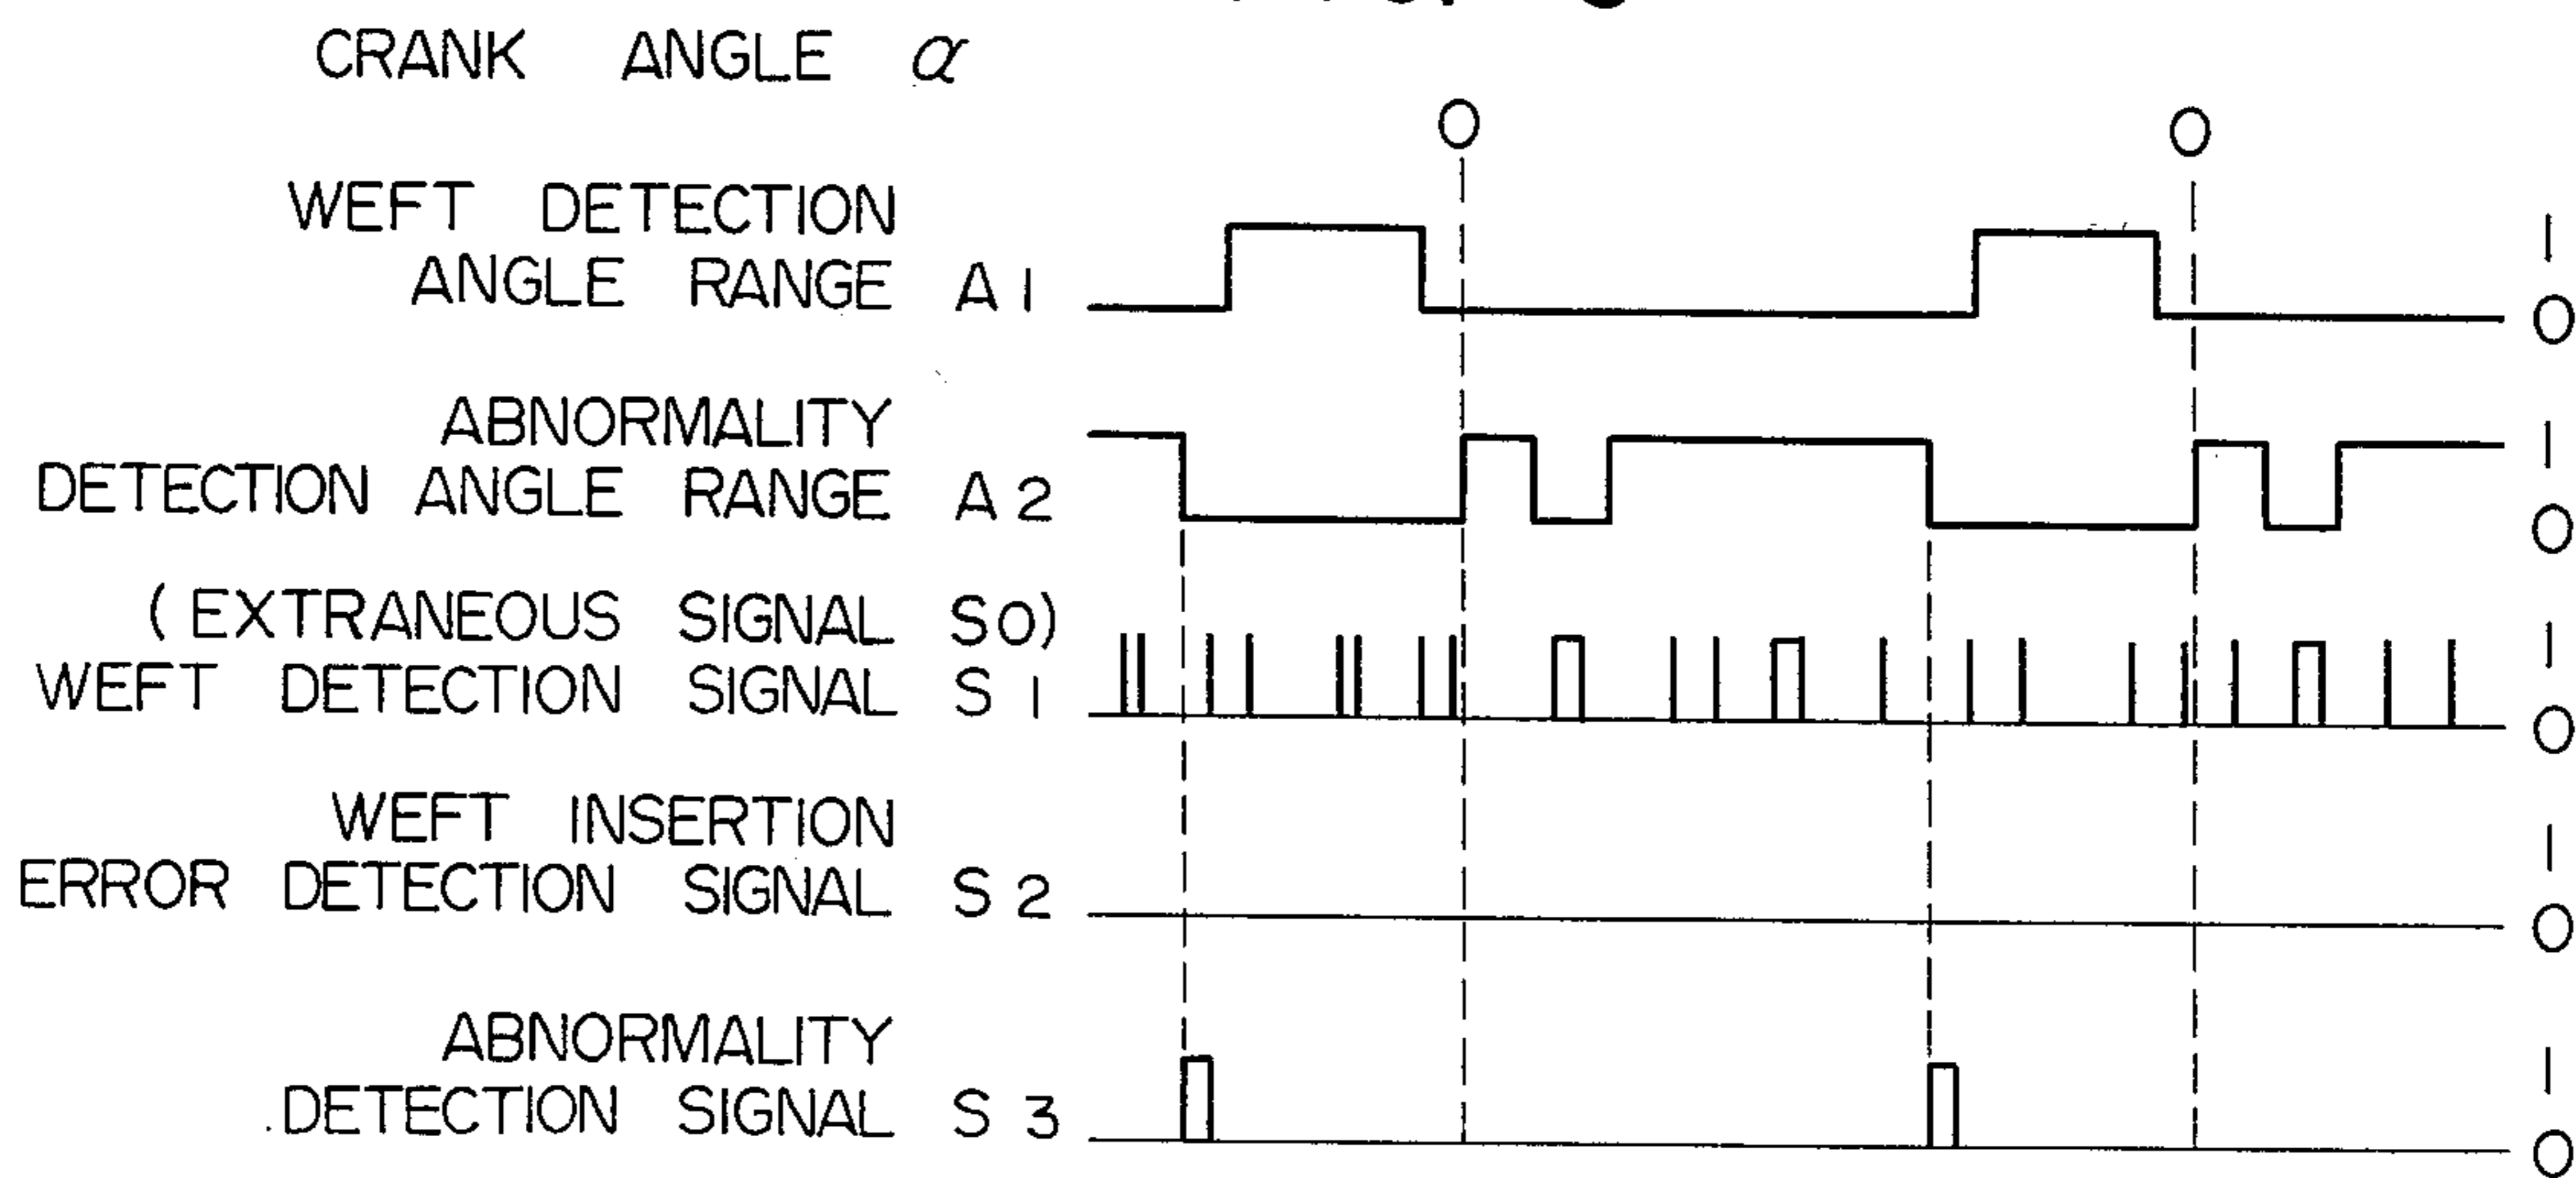 CRANK ANGLE α
O O
WEFT DETECTION
ANGLE RANGE A1
1
0
ABNORMALITY
DETECTION ANGLE RANGE A2
1
0
(EXTRANEOUS SIGNAL S0)
WEFT DETECTION SIGNAL S1
1
0
WEFT INSERTION
ERROR DETECTION SIGNAL S2
1
0
ABNORMALITY
DETECTION SIGNAL S3
1
0